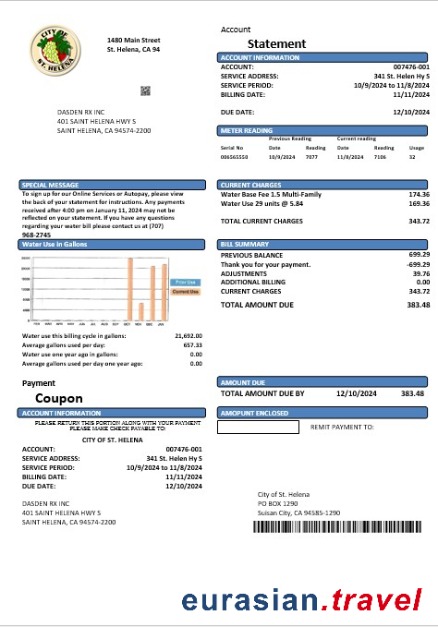 CITY OF
ST. HELENA
1480 Main Street
St. Helena, CA 94
Account
Statement
ACCOUNT INFORMATION
ACCOUNT: 007476-001
SERVICE ADDRESS: 341 St. Helen Hy S
SERVICE PERIOD: 10/9/2024 to 11/8/2024
BILLING DATE: 11/11/2024
DUE DATE: 12/10/2024
DASDEN RX INC
401 SAINT HELENA HWY S
SAINT HELENA, CA 94574-2200
METER READING
Previous Reading Current reading
Serial No Date Reading Date Reading Usage
006565550 10/9/2024 7077 11/8/2024 7106 32
SPECIAL MESSAGE
To sign up for our Online Services or Autopay, please view
the back of your statement for instructions. Any payments
received after 4:00 pm on January 11, 2024 may not be
reflected on your statement. If you have any questions
regarding your water bill please contact us at (707)
968-2745
CURRENT CHARGES
Water Base Fee 1.5 Multi-Family 174.36
Water Use 29 units @ 5.84 169.36
TOTAL CURRENT CHARGES 343.72
Water Use In Gallons
Prior Use
Current Use
BILL SUMMARY
PREVIOUS BALANCE 699.29
Thank you for your payment. -699.29
ADJUSTMENTS 39.76
ADDITIONAL BILLING 0.00
CURRENT CHARGES 343.72
TOTAL AMOUNT DUE 383.48
Water use this billing cycle in gallons: 21,692.00
Average gallons used per day: 657.33
Water use one year ago in gallons: 0.00
Average gallons used per day one year ago: 0.00
Payment
Coupon
AMOUNT DUE
TOTAL AMOUNT DUE BY 12/10/2024 383.48
ACCOUNT INFORMATION
PLEASE RETURN THIS PORTION ALONG WITH YOUR PAYMENT
PLEASE MAKE CHECK PAYABLE TO:
CITY OF ST. HELENA
AMOPUNT ENCLOSED
REMIT PAYMENT TO:
ACCOUNT: 007476-001
SERVICE ADDRESS: 341 St. Helen Hy S
SERVICE PERIOD: 10/9/2024 to 11/8/2024
BILLING DATE: 11/11/2024
DUE DATE: 12/10/2024
DASDEN RX INC
401 SAINT HELENA HWY S
SAINT HELENA, CA 94574-2200
City of St. Helena
PO BOX 1290
Suisan City, CA 94585-1290
eurasian.travel